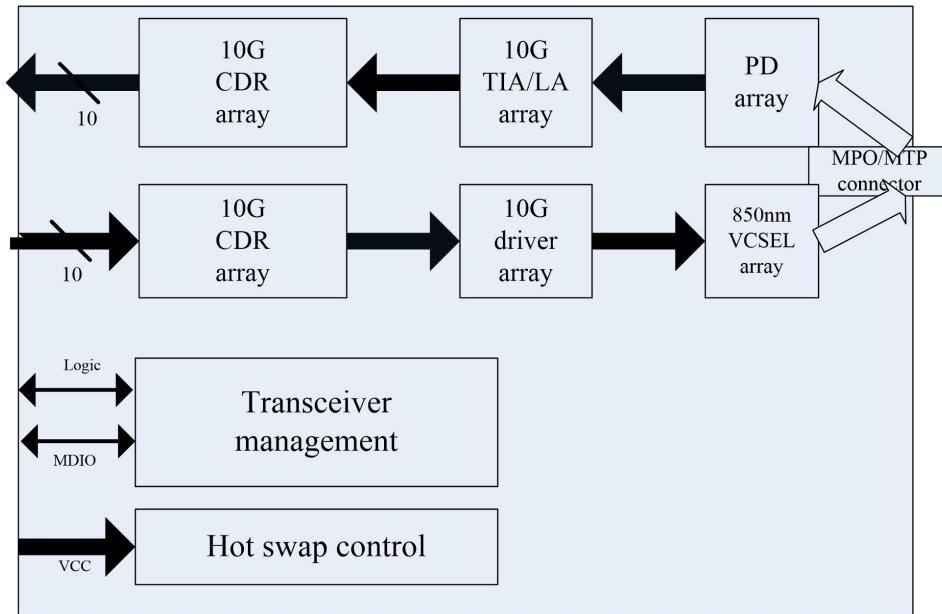 10G
CDR
array
10G
TIA/LA
array
PD
array
10
MPO/MTP
connector
10G
CDR
array
10G
driver
array
850nm
VCSEL
array
10
Logic
Transceiver
management
MDIO
Hot swap control
VCC